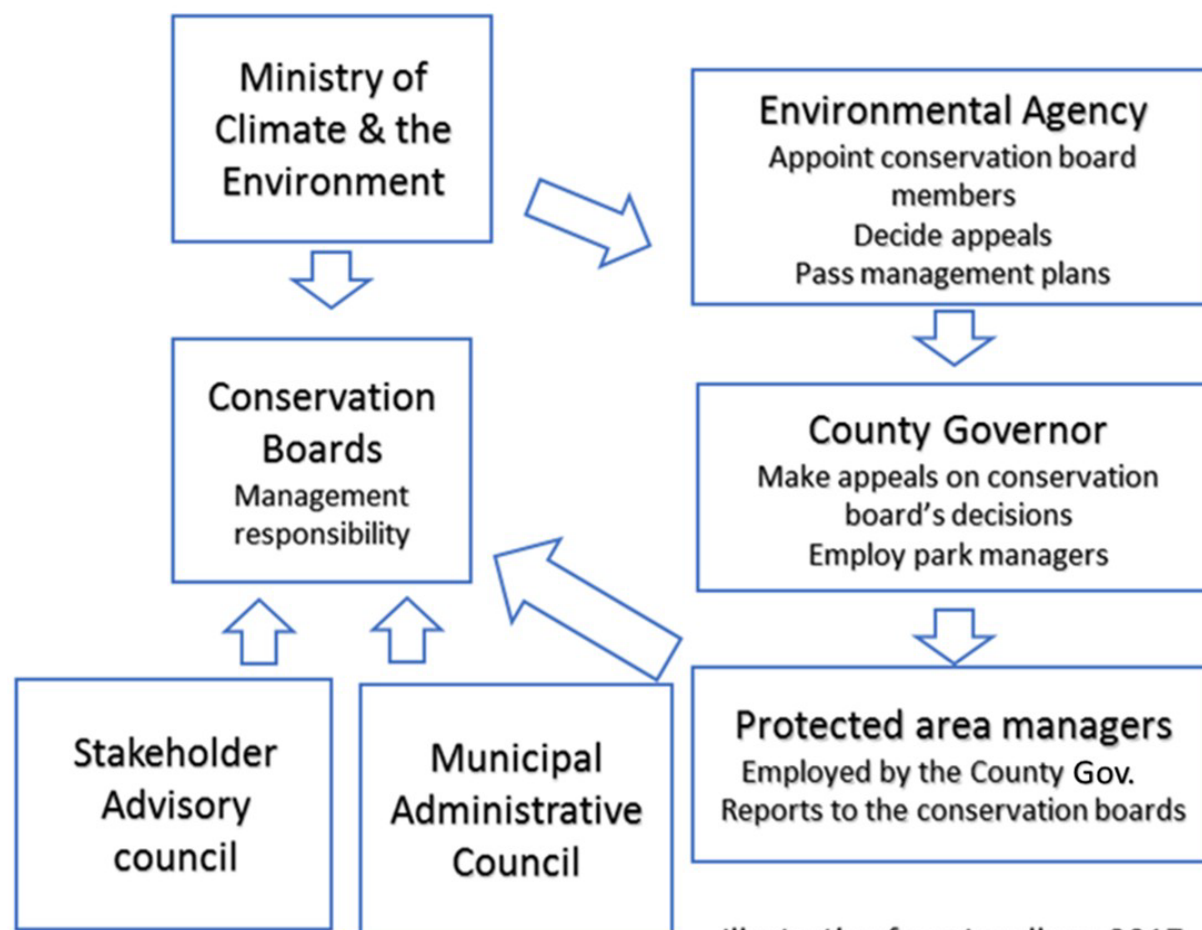 Ministry of
Climate & the
Environment
Environmental Agency
Appoint conservation board
members
Decide appeals
Pass management plans
Conservation
Boards
Management
responsibility
County Governor
Make appeals on conservation
board's decisions
Employ park managers
Stakeholder
Advisory
council
Municipal
Administrative
Council
Protected area managers
Employed by the County Gov.
Reports to the conservation boards